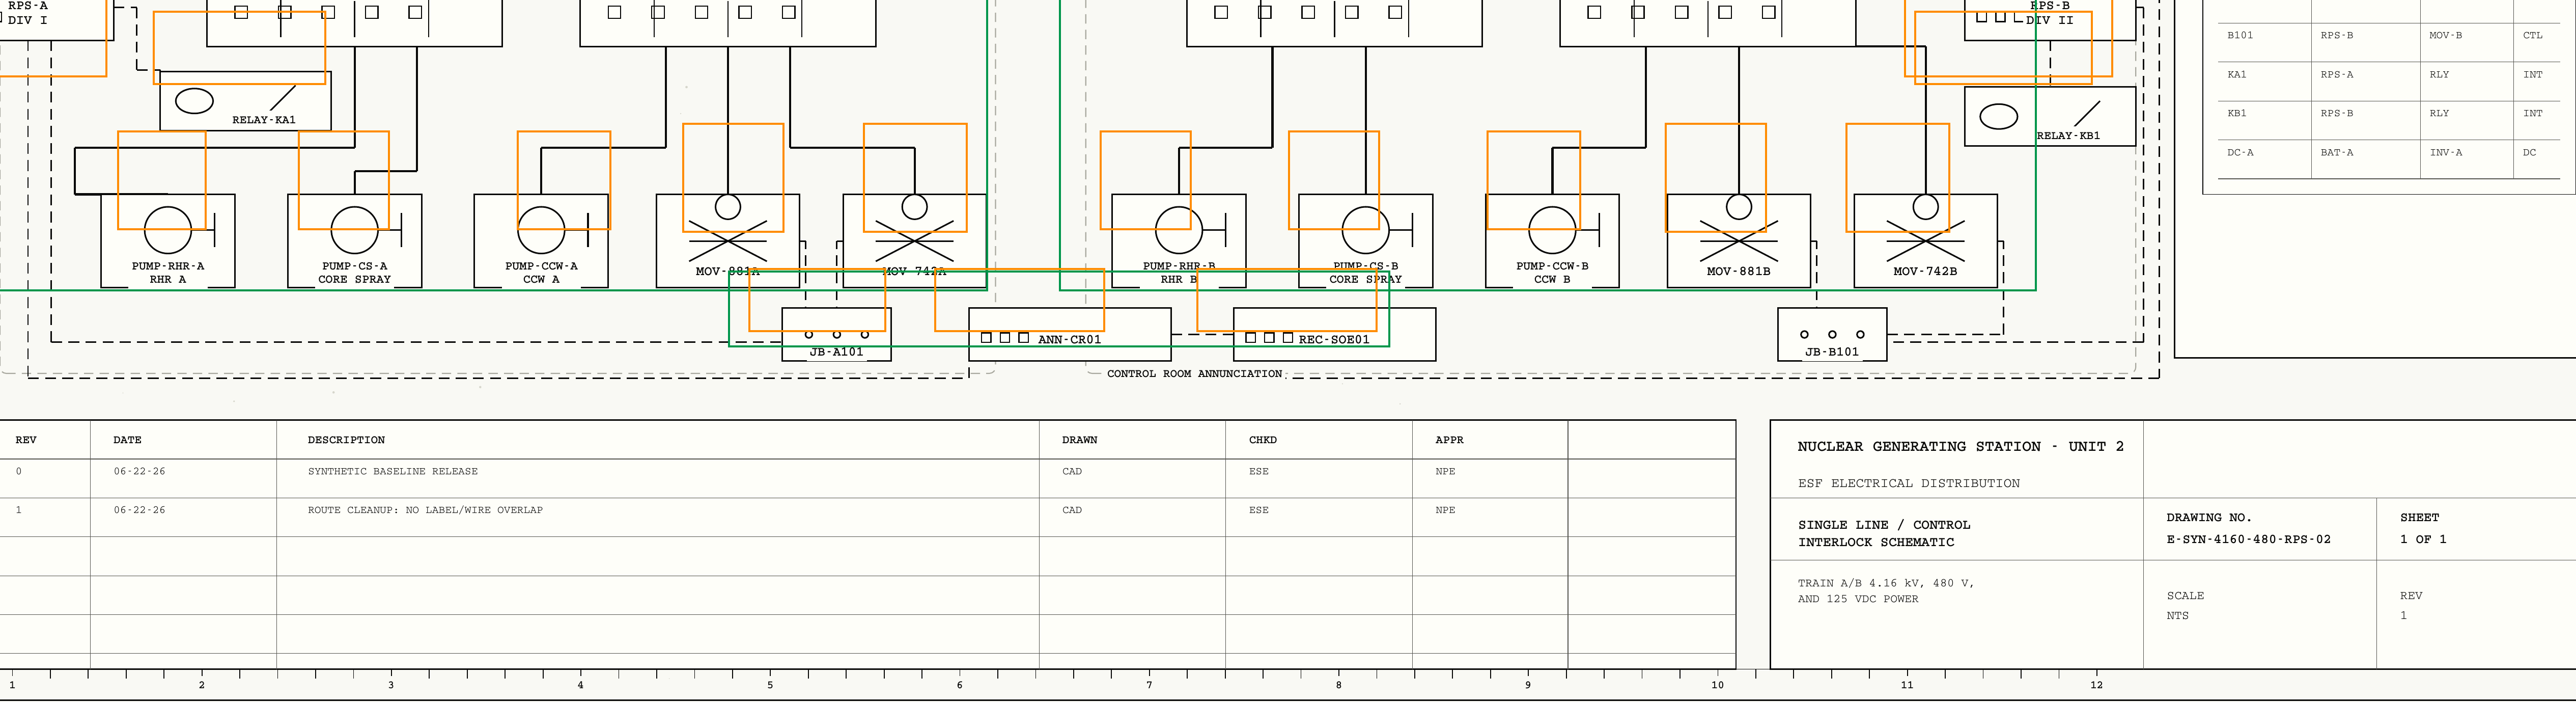 RPS-A
DIV I
RPS-B
DIV II
RELAY-KA1
RELAY-KB1
B101 RPS-B MOV-B CTL
KA1 RPS-A RLY INT
KB1 RPS-B RLY INT
DC-A BAT-A INV-A DC
PUMP-RHR-A
RHR A
PUMP-CS-A
CORE SPRAY
PUMP-CCW-A
CCW A
MOV-881A
MOV-742A
PUMP-RHR-B
RHR B
PUMP-CS-B
CORE SPRAY
PUMP-CCW-B
CCW B
MOV-881B
MOV-742B
JB-A101
ANN-CR01
REC-SOE01
JB-B101
CONTROL ROOM ANNUNCIATION
REV DATE DESCRIPTION DRAWN CHKD APPR
0 06-22-26 SYNTHETIC BASELINE RELEASE CAD ESE NPE
1 06-22-26 ROUTE CLEANUP: NO LABEL/WIRE OVERLAP CAD ESE NPE
NUCLEAR GENERATING STATION - UNIT 2
ESF ELECTRICAL DISTRIBUTION
SINGLE LINE / CONTROL
INTERLOCK SCHEMATIC
DRAWING NO.
E-SYN-4160-480-RPS-02
SHEET
1 OF 1
TRAIN A/B 4.16 kV, 480 V,
AND 125 VDC POWER
SCALE
NTS
REV
1
1 2 3 4 5 6 7 8 9 10 11 12